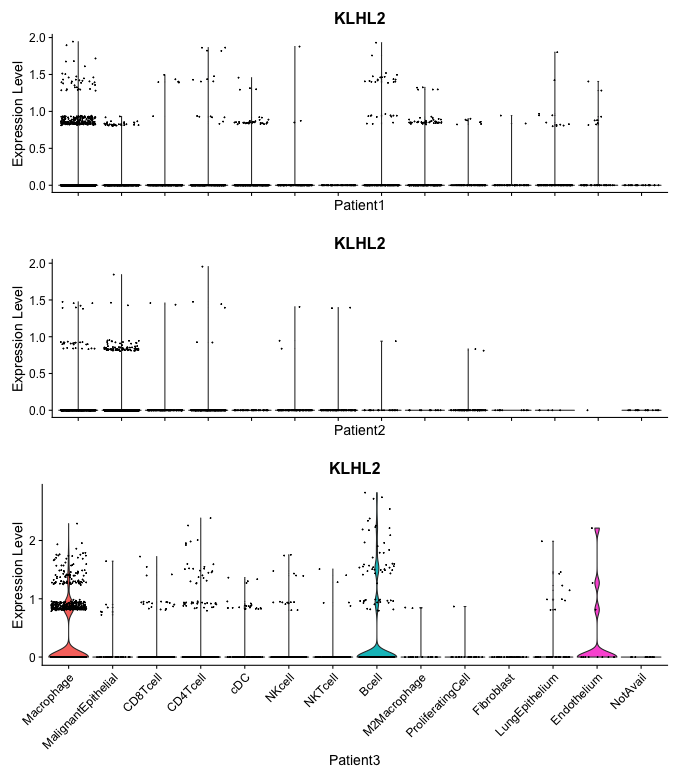 KLHL2
Expression Level
2.0
1.5
1.0
0.5
0.0
Patient1
KLHL2
Expression Level
2.0
1.5
1.0
0.5
0.0
Patient2
KLHL2
Expression Level
2
1
0
Macrophage
MalignantEpithelial
CD8Tcell
CD4Tcell
cDC
NKcell
NKTcell
Bcell
M2Macrophage
ProliferatingCell
Fibroblast
LungEpithelium
Endothelium
NotAvail
Patient3